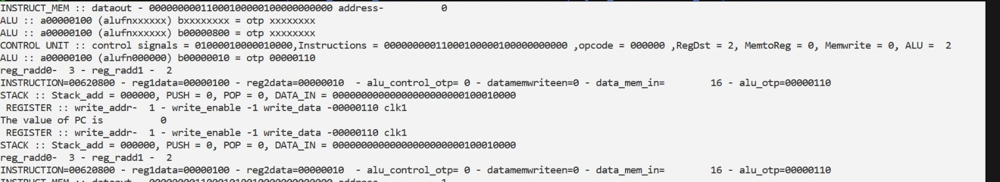 INSTRUCT_MEM :: dataout - 00000000011000100000100000000000 address-          0
ALU :: a00000100 (alufnxxxxxx) bxxxxxxxx = otp xxxxxxxx
ALU :: a00000100 (alufnxxxxxx) b00000800 = otp xxxxxxxx
CONTROL UNIT :: control signals = 01000010000010000,Instructions = 00000000011000100000100000000000 ,opcode = 000000 ,RegDst = 2, MemtoReg = 0, Memwrite = 0, ALU =  2
ALU :: a00000100 (alufn000000) b00000010 = otp 00000110
reg_radd0-  3 - reg_radd1 -  2
INSTRUCTION=00620800 - reg1data=00000100 - reg2data=00000010  - alu_control_otp= 0 - datamemwriteen=0 - data_mem_in=         16 - alu_otp=00000110
STACK :: Stack_add = 000000, PUSH = 0, POP = 0, DATA_IN = 00000000000000000000000100010000
 REGISTER :: write_addr-  1 - write_enable -1 write_data -00000110 clk1
The value of PC is          0
 REGISTER :: write_addr-  1 - write_enable -1 write_data -00000110 clk1
STACK :: Stack_add = 000000, PUSH = 0, POP = 0, DATA_IN = 00000000000000000000000100010000
reg_radd0-  3 - reg_radd1 -  2
INSTRUCTION=00620800 - reg1data=00000100 - reg2data=00000010  - alu_control_otp= 0 - datamemwriteen=0 - data_mem_in=         16 - alu_otp=00000110
INSTRUCT_MEM :: dataout - address-          1